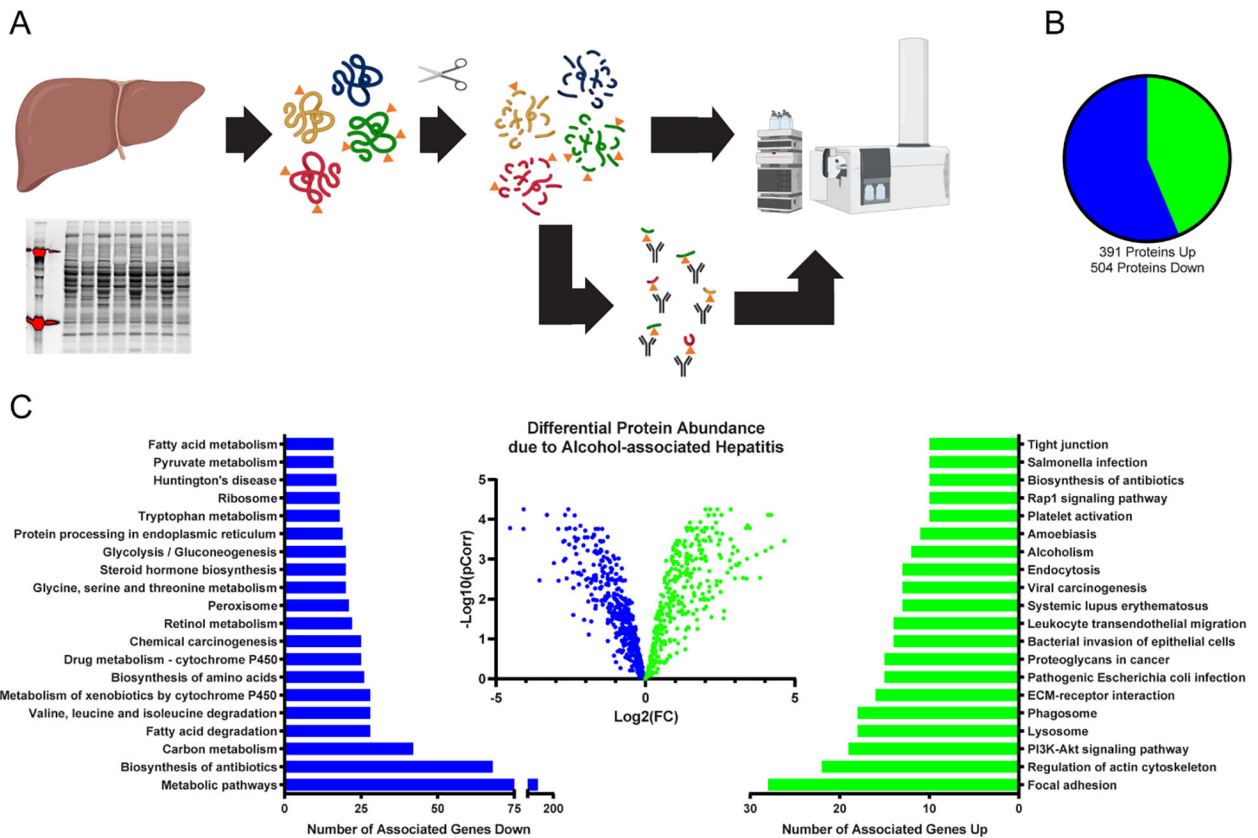 A
B
391 Proteins Up
504 Proteins Down
C
Fatty acid metabolism
Pyruvate metabolism
Huntington's disease
Ribosome
Tryptophan metabolism
Protein processing in endoplasmic reticulum
Glycolysis / Gluconeogenesis
Steroid hormone biosynthesis
Glycine, serine and threonine metabolism
Peroxisome
Retinol metabolism
Chemical carcinogenesis
Drug metabolism - cytochrome P450
Biosynthesis of amino acids
Metabolism of xenobiotics by cytochrome P450
Valine, leucine and isoleucine degradation
Fatty acid degradation
Carbon metabolism
Biosynthesis of antibiotics
Metabolic pathways
0 25 50 75 200
Number of Associated Genes Down
Differential Protein Abundance
due to Alcohol-associated Hepatitis
5
4
3
2
1
0
-Log10(pCorr)
-5 0 5
Log2(FC)
Tight junction
Salmonella infection
Biosynthesis of antibiotics
Rap1 signaling pathway
Platelet activation
Amoebiasis
Alcoholism
Endocytosis
Viral carcinogenesis
Systemic lupus erythematosus
Leukocyte transendothelial migration
Bacterial invasion of epithelial cells
Proteoglycans in cancer
Pathogenic Escherichia coli infection
ECM-receptor interaction
Phagosome
Lysosome
PI3K-Akt signaling pathway
Regulation of actin cytoskeleton
Focal adhesion
30 20 10 0
Number of Associated Genes Up